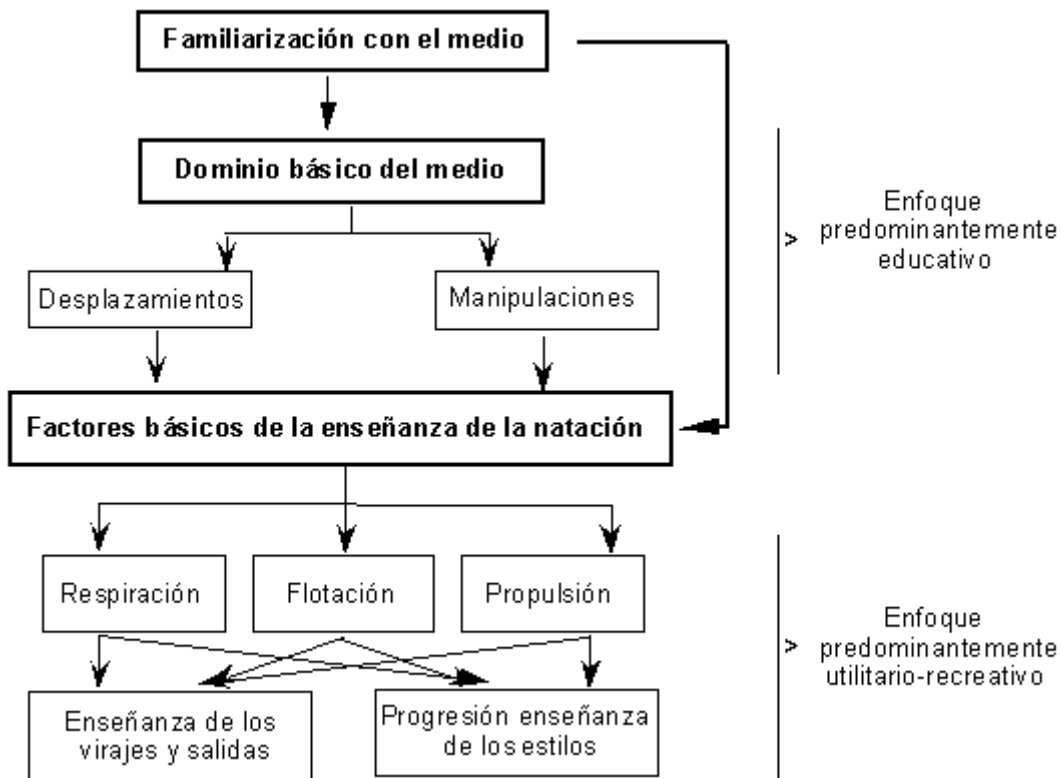 Familiarización con el medio
Dominio básico del medio
Desplazamientos
Manipulaciones
Enfoque
predominantemente
educativo
>
Factores básicos de la enseñanza de la natación
Respiración
Flotación
Propulsión
Enseñanza de los
virajes y salidas
Progresión enseñanza
de los estilos
Enfoque
predominantemente
utilitario-recreativo
>